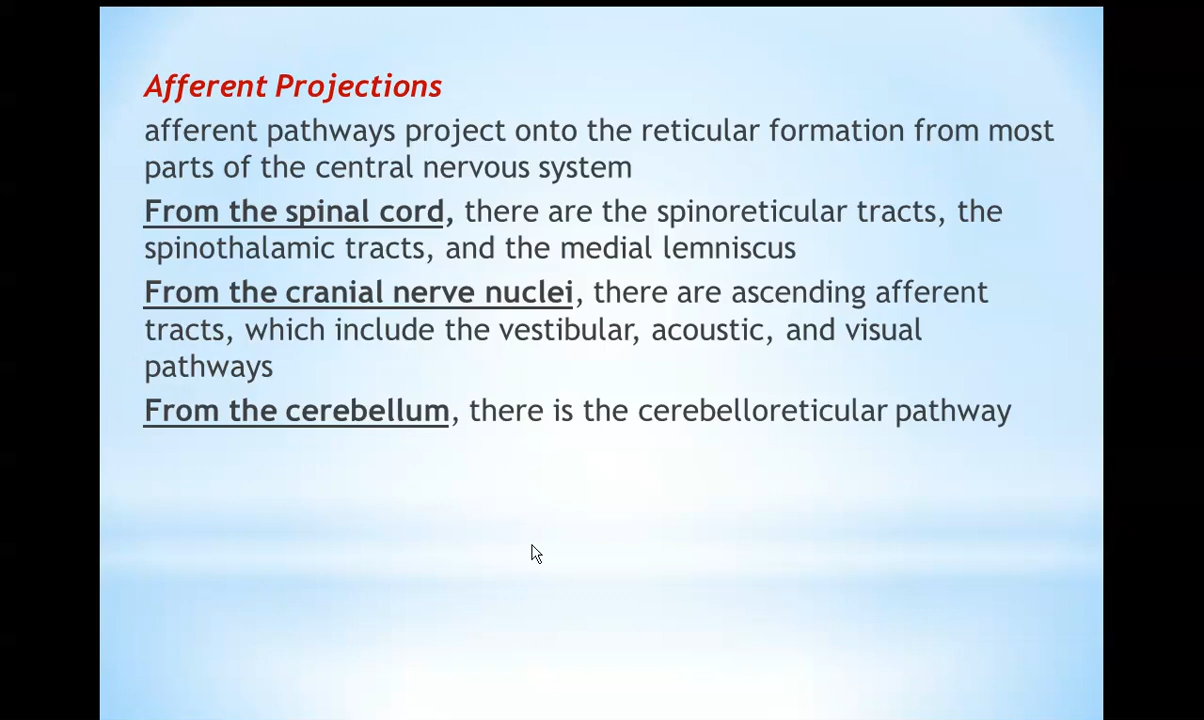 Afferent Projections
afferent pathways project onto the reticular formation from most
parts of the central nervous system
From the spinal cord, there are the spinoreticular tracts, the
spinothalamic tracts, and the medial lemniscus
From the cranial nerve nuclei, there are ascending afferent
tracts, which include the vestibular, acoustic, and visual
pathways
From the cerebellum, there is the cerebelloreticular pathway